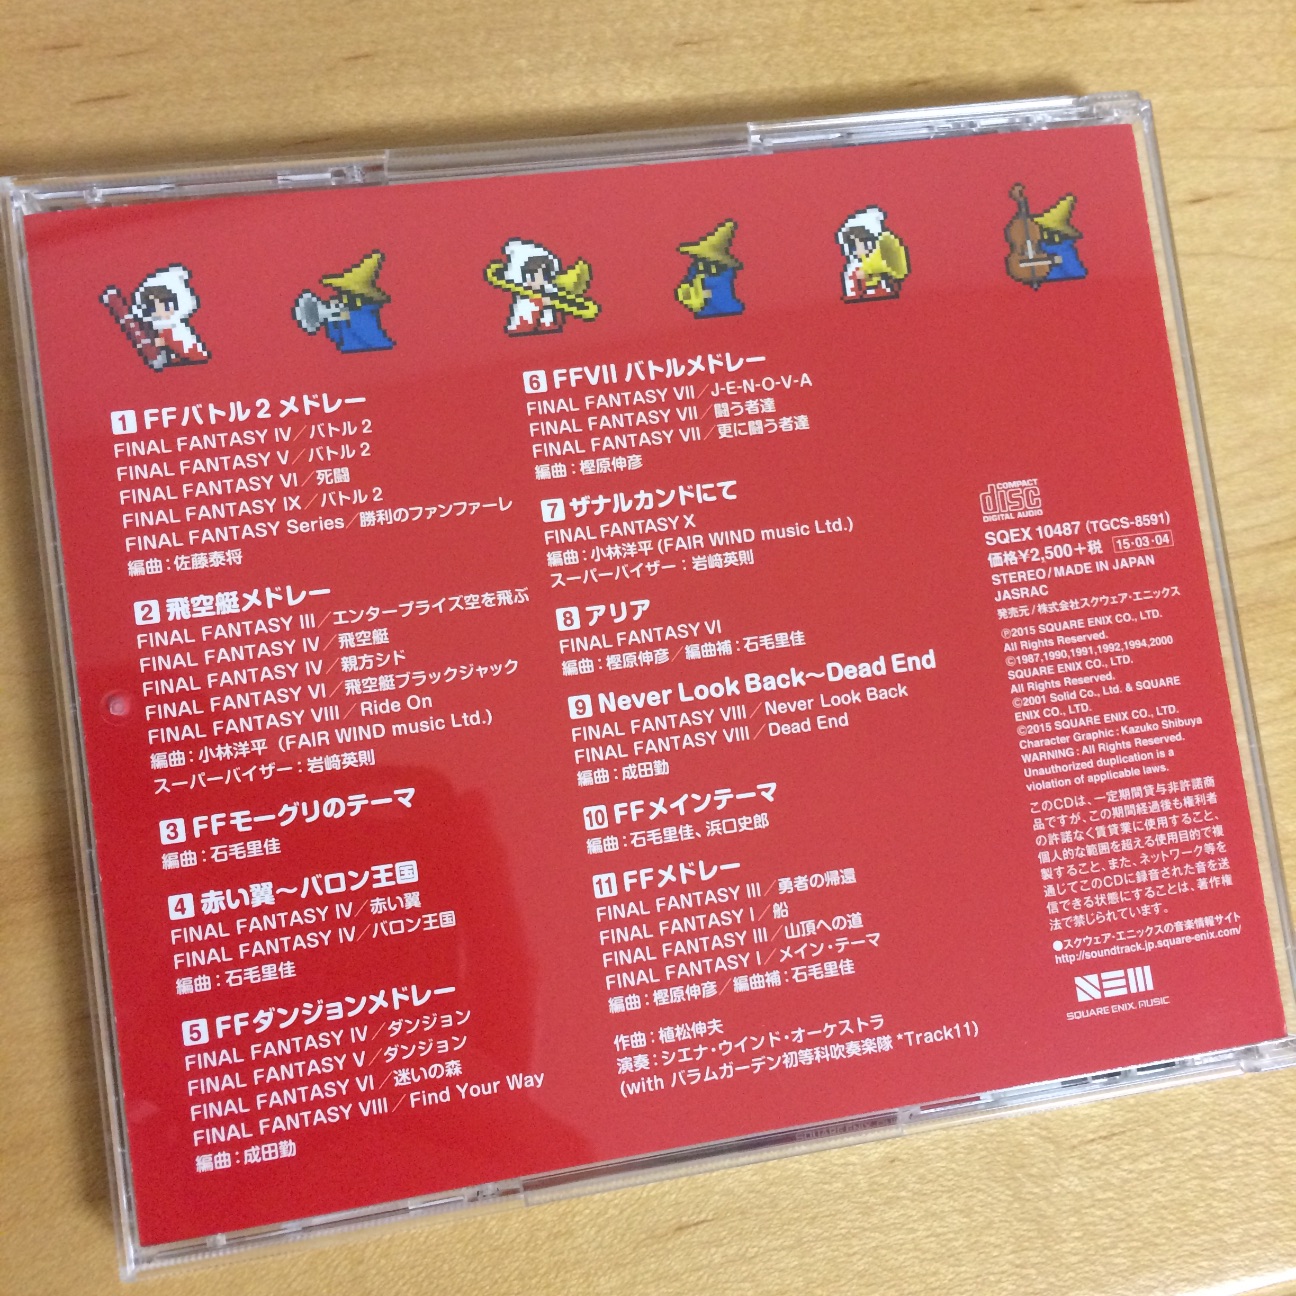 1 FFバトル2 メドレー
FINAL FANTASY IV／バトル2
FINAL FANTASY V／バトル2
FINAL FANTASY VI／死闘
FINAL FANTASY IX／バトル2
FINAL FANTASY Series／勝利のファンファーレ
編曲：佐藤泰将
2 飛空艇メドレー
FINAL FANTASY III／エンタープライズ空を飛ぶ
FINAL FANTASY IV／飛空艇
FINAL FANTASY IV／親方シド
FINAL FANTASY VI／飛空艇ブラックジャック
FINAL FANTASY VIII／Ride On
編曲：小林洋平（FAIR WIND music Ltd.）
スーパーバイザー：岩﨑英則
3 FFモーグリのテーマ
編曲：石毛里佳
4 赤い翼～バロン王国
FINAL FANTASY IV／赤い翼
FINAL FANTASY IV／バロン王国
編曲：石毛里佳
5 FFダンジョンメドレー
FINAL FANTASY IV／ダンジョン
FINAL FANTASY V／ダンジョン
FINAL FANTASY VI／迷いの森
FINAL FANTASY VIII／Find Your Way
編曲：成田勤
6 FFVII バトルメドレー
FINAL FANTASY VII／J-E-N-O-V-A
FINAL FANTASY VII／闘う者達
FINAL FANTASY VII／更に闘う者達
編曲：樫原伸彦
7 ザナルカンドにて
FINAL FANTASY X
編曲：小林洋平（FAIR WIND music Ltd.）
スーパーバイザー：岩﨑英則
8 アリア
FINAL FANTASY VI
編曲：樫原伸彦／編曲補：石毛里佳
9 Never Look Back～Dead End
FINAL FANTASY VIII／Never Look Back
FINAL FANTASY VIII／Dead End
編曲：成田勤
10 FFメインテーマ
編曲：石毛里佳、浜口史郎
11 FFメドレー
FINAL FANTASY III／勇者の帰還
FINAL FANTASY I／船
FINAL FANTASY III／山頂への道
FINAL FANTASY I／メイン・テーマ
編曲：樫原伸彦／編曲補：石毛里佳
作曲：植松伸夫
演奏：シエナ・ウインド・オーケストラ
（with バラムガーデン初等科吹奏楽隊 *Track11）
COMPACT
disc
DIGITAL AUDIO
SQEX 10487 (TGCS-8591)
価格¥2,500＋税 15・03・04
STEREO/MADE IN JAPAN
JASRAC
発売元／株式会社スクウェア・エニックス
Ⓟ2015 SQUARE ENIX CO., LTD.
All Rights Reserved.
©1987,1990,1991,1992,1994,2000
SQUARE ENIX CO., LTD.
All Rights Reserved.
©2001 Solid Co., Ltd. & SQUARE
ENIX CO., LTD.
©2015 SQUARE ENIX CO., LTD.
Character Graphic : Kazuko Shibuya
WARNING : All Rights Reserved.
Unauthorized duplication is a
violation of applicable laws.
このCDは、一定期間貸与非許諾商
品ですが、この期間経過後も権利者
の許諾なく賃貸業に使用すること、
個人的な範囲を超える使用目的で複
製すること、また、ネットワーク等を
通じてこのCDに録音された音を送
信できる状態にすることは、著作権
法で禁じられています。
●スクウェア・エニックスの音楽情報サイト
http://soundtrack.jp.square-enix.com/
SQUARE ENIX. MUSIC